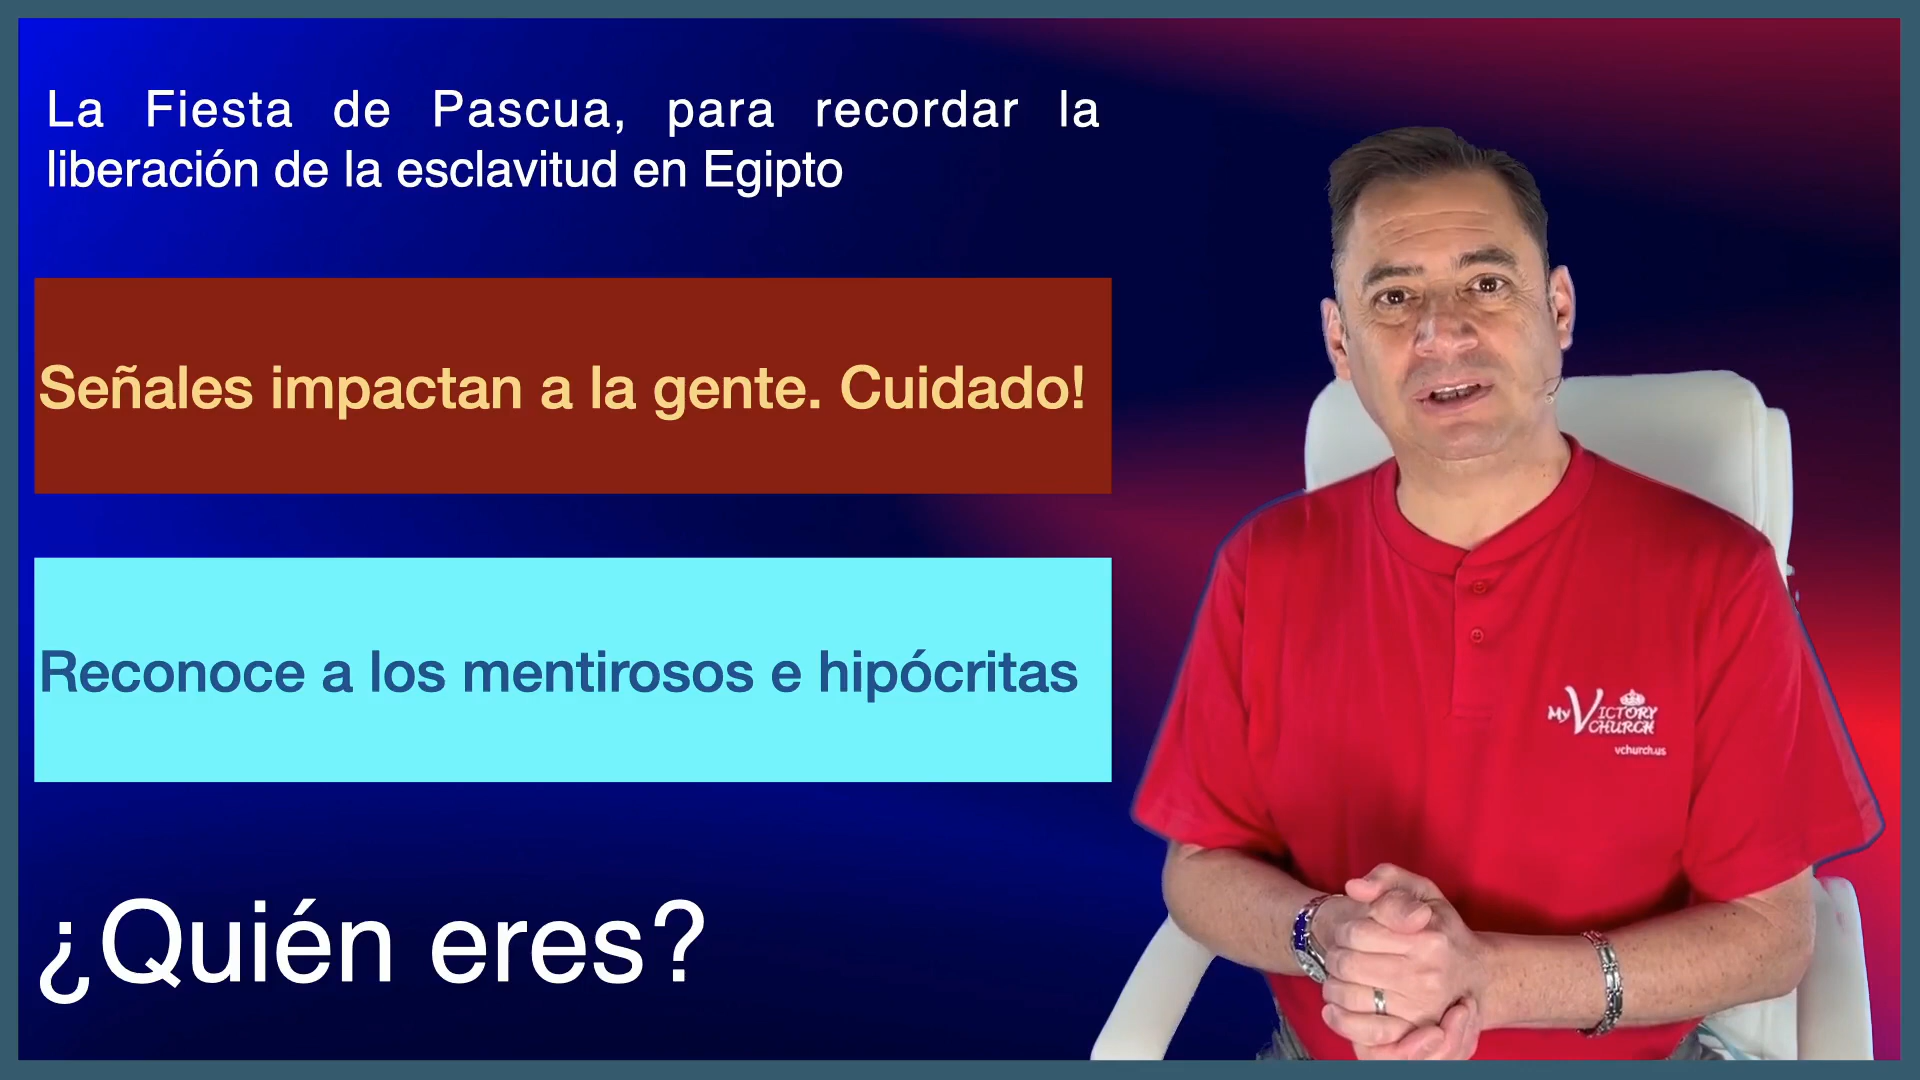 La Fiesta de Pascua, para recordar la
liberación de la esclavitud en Egipto
Señales impactan a la gente. Cuidado!
Reconoce a los mentirosos e hipócritas
¿Quién eres?
My VICTORY
CHURCH
vchurch.us